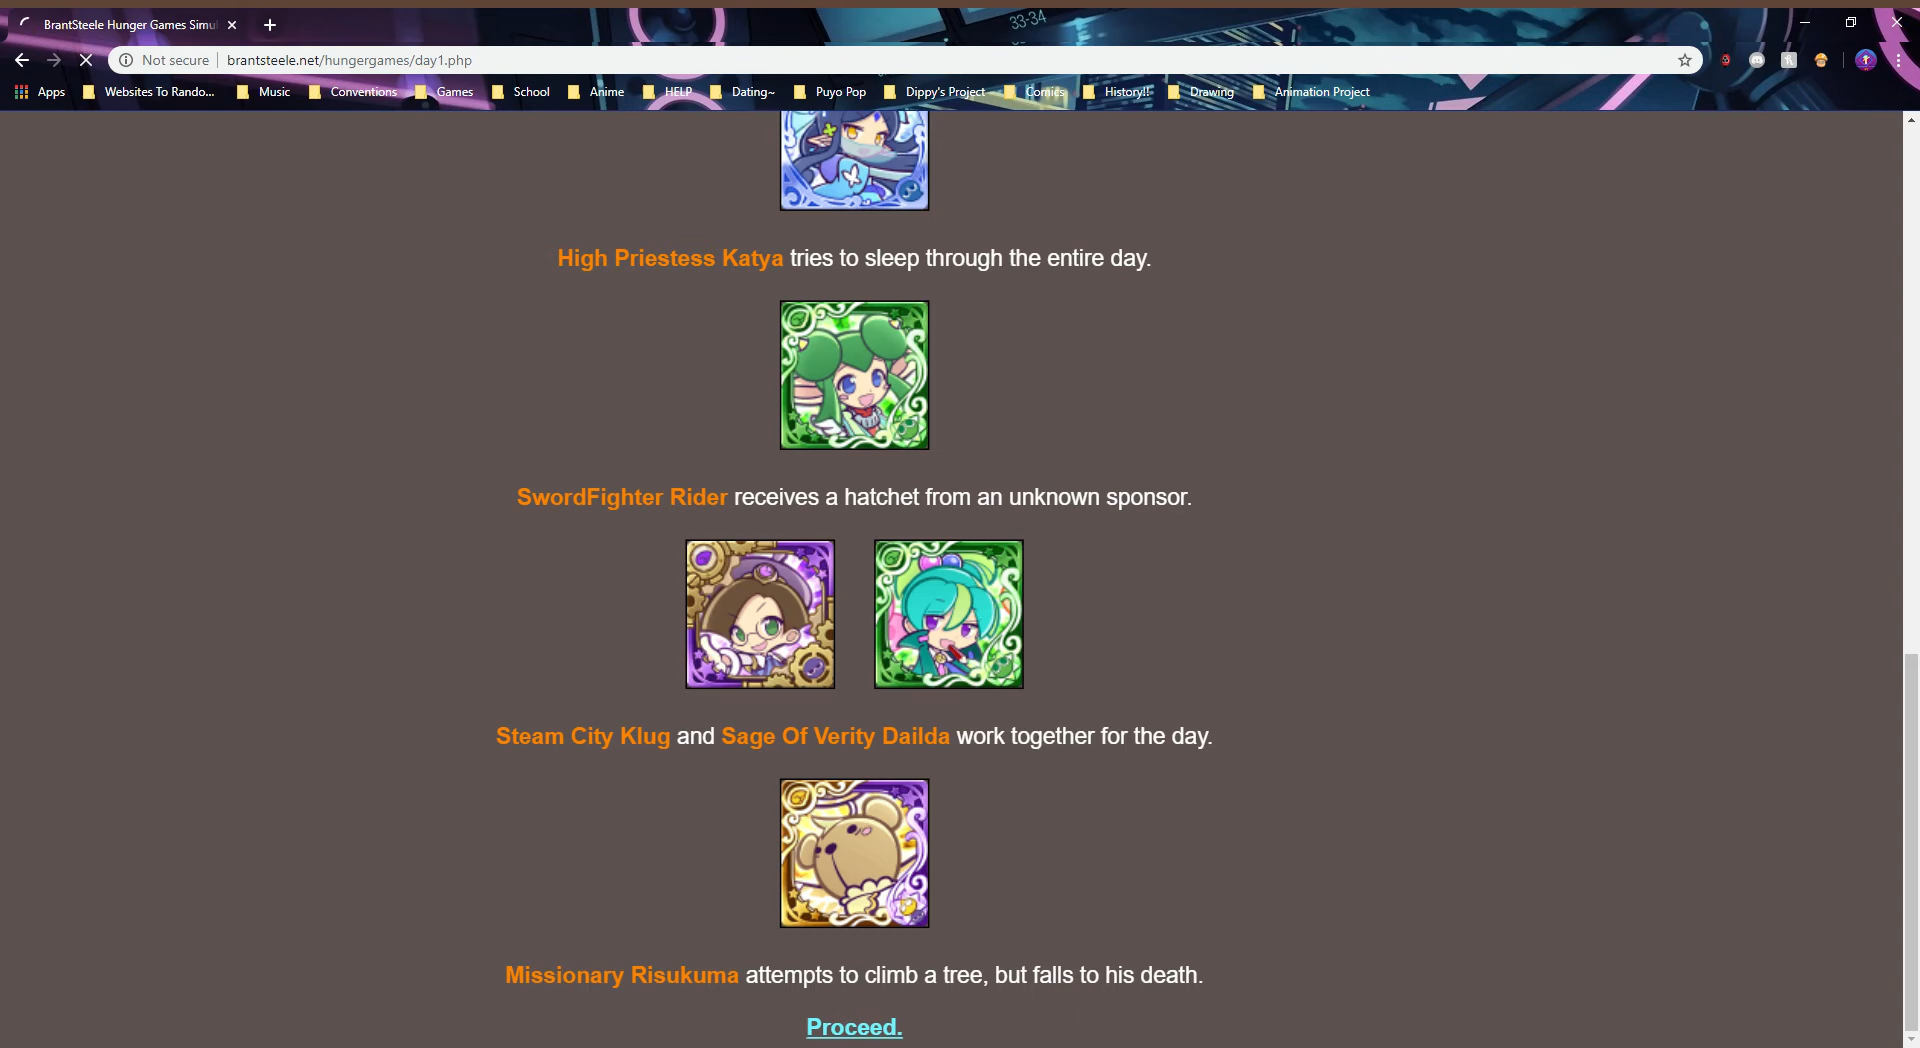 BrantSteele Hunger Games Simul
33-34
Not secure
brantsteele.net/hungergames/day1.php
Apps
Websites To Rando...
Music
Conventions
Games
School
Anime
HELP
Dating~
Puyo Pop
Dippy's Project
Comics
History!!
Drawing
Animation Project
High Priestess Katya tries to sleep through the entire day.
SwordFighter Rider receives a hatchet from an unknown sponsor.
Steam City Klug and Sage Of Verity Dailda work together for the day.
Missionary Risukuma attempts to climb a tree, but falls to his death.
Proceed.